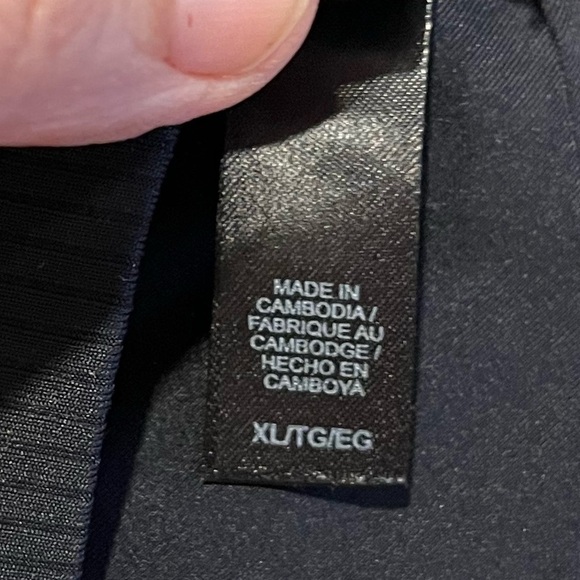 MADE IN
CAMBODIA /
FABRIQUE AU
CAMBODGE /
HECHO EN
CAMBOYA
XL/TG/EG